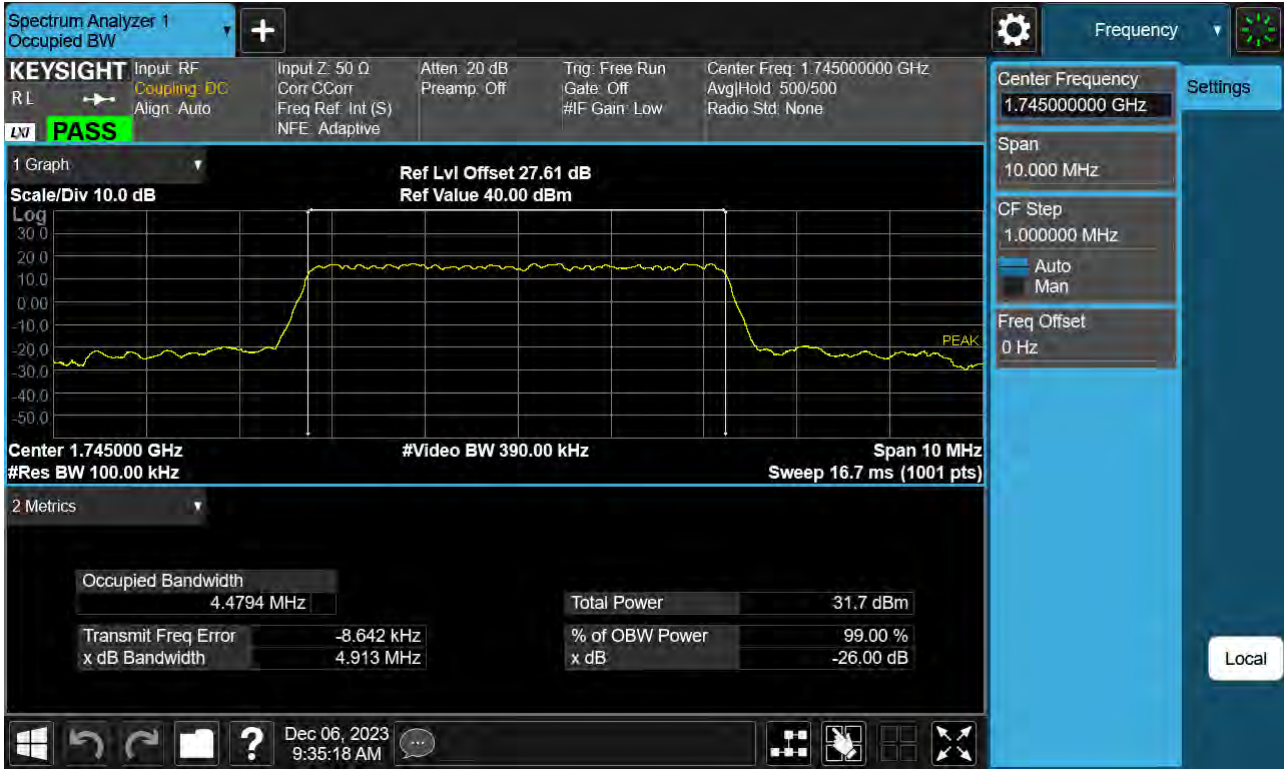 Spectrum Analyzer 1
Occupied BW
+
Frequency
KEYSIGHT
R L
LXI
PASS
Input: RF
Coupling: DC
Align: Auto
Input Z: 50 Ω
Corr CCorr
Freq Ref: Int (S)
NFE: Adaptive
Atten: 20 dB
Preamp: Off
Trig: Free Run
Gate: Off
#IF Gain: Low
Center Freq: 1.745000000 GHz
Avg|Hold: 500/500
Radio Std: None
Center Frequency
1.745000000 GHz
Settings
Span
10.000 MHz
CF Step
1.000000 MHz
Auto
Man
Freq Offset
0 Hz
Local
1 Graph
Scale/Div 10.0 dB
Ref Lvl Offset 27.61 dB
Ref Value 40.00 dBm
Log
30.0
20.0
10.0
0.00
-10.0
-20.0
-30.0
-40.0
-50.0
PEAK
Center 1.745000 GHz
#Video BW 390.00 kHz
Span 10 MHz
#Res BW 100.00 kHz
Sweep 16.7 ms (1001 pts)
2 Metrics
Occupied Bandwidth
4.4794 MHz
Total Power 31.7 dBm
Transmit Freq Error -8.642 kHz
% of OBW Power 99.00 %
x dB Bandwidth 4.913 MHz
x dB -26.00 dB
?
Dec 06, 2023
9:35:18 AM